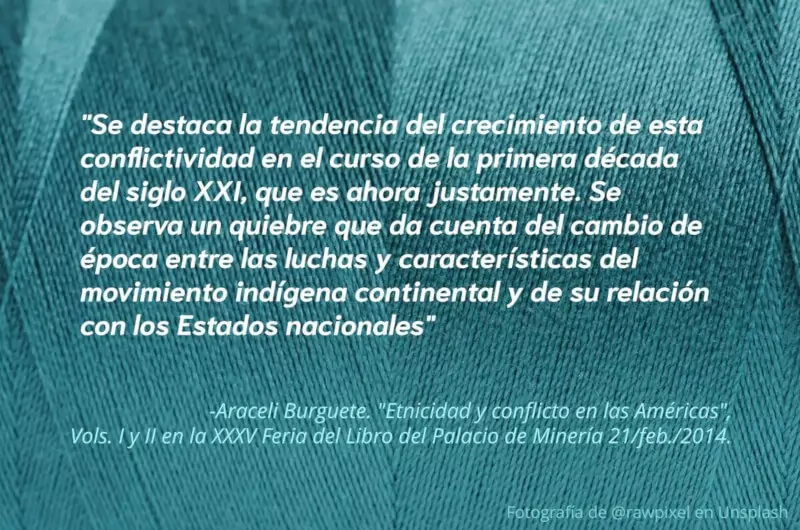 "Se destaca la tendencia del crecimiento de esta
conflictividad en el curso de la primera década
del siglo XXI, que es ahora justamente. Se
observa un quiebre que da cuenta del cambio de
época entre las luchas y características del
movimiento indígena continental y de su relación
con los Estados nacionales"
-Araceli Burguete. "Etnicidad y conflicto en las Américas",
Vols. I y II en la XXXV Feria del Libro del Palacio de Minería 21/feb./2014.
Fotografía de @rawpixel en Unsplash